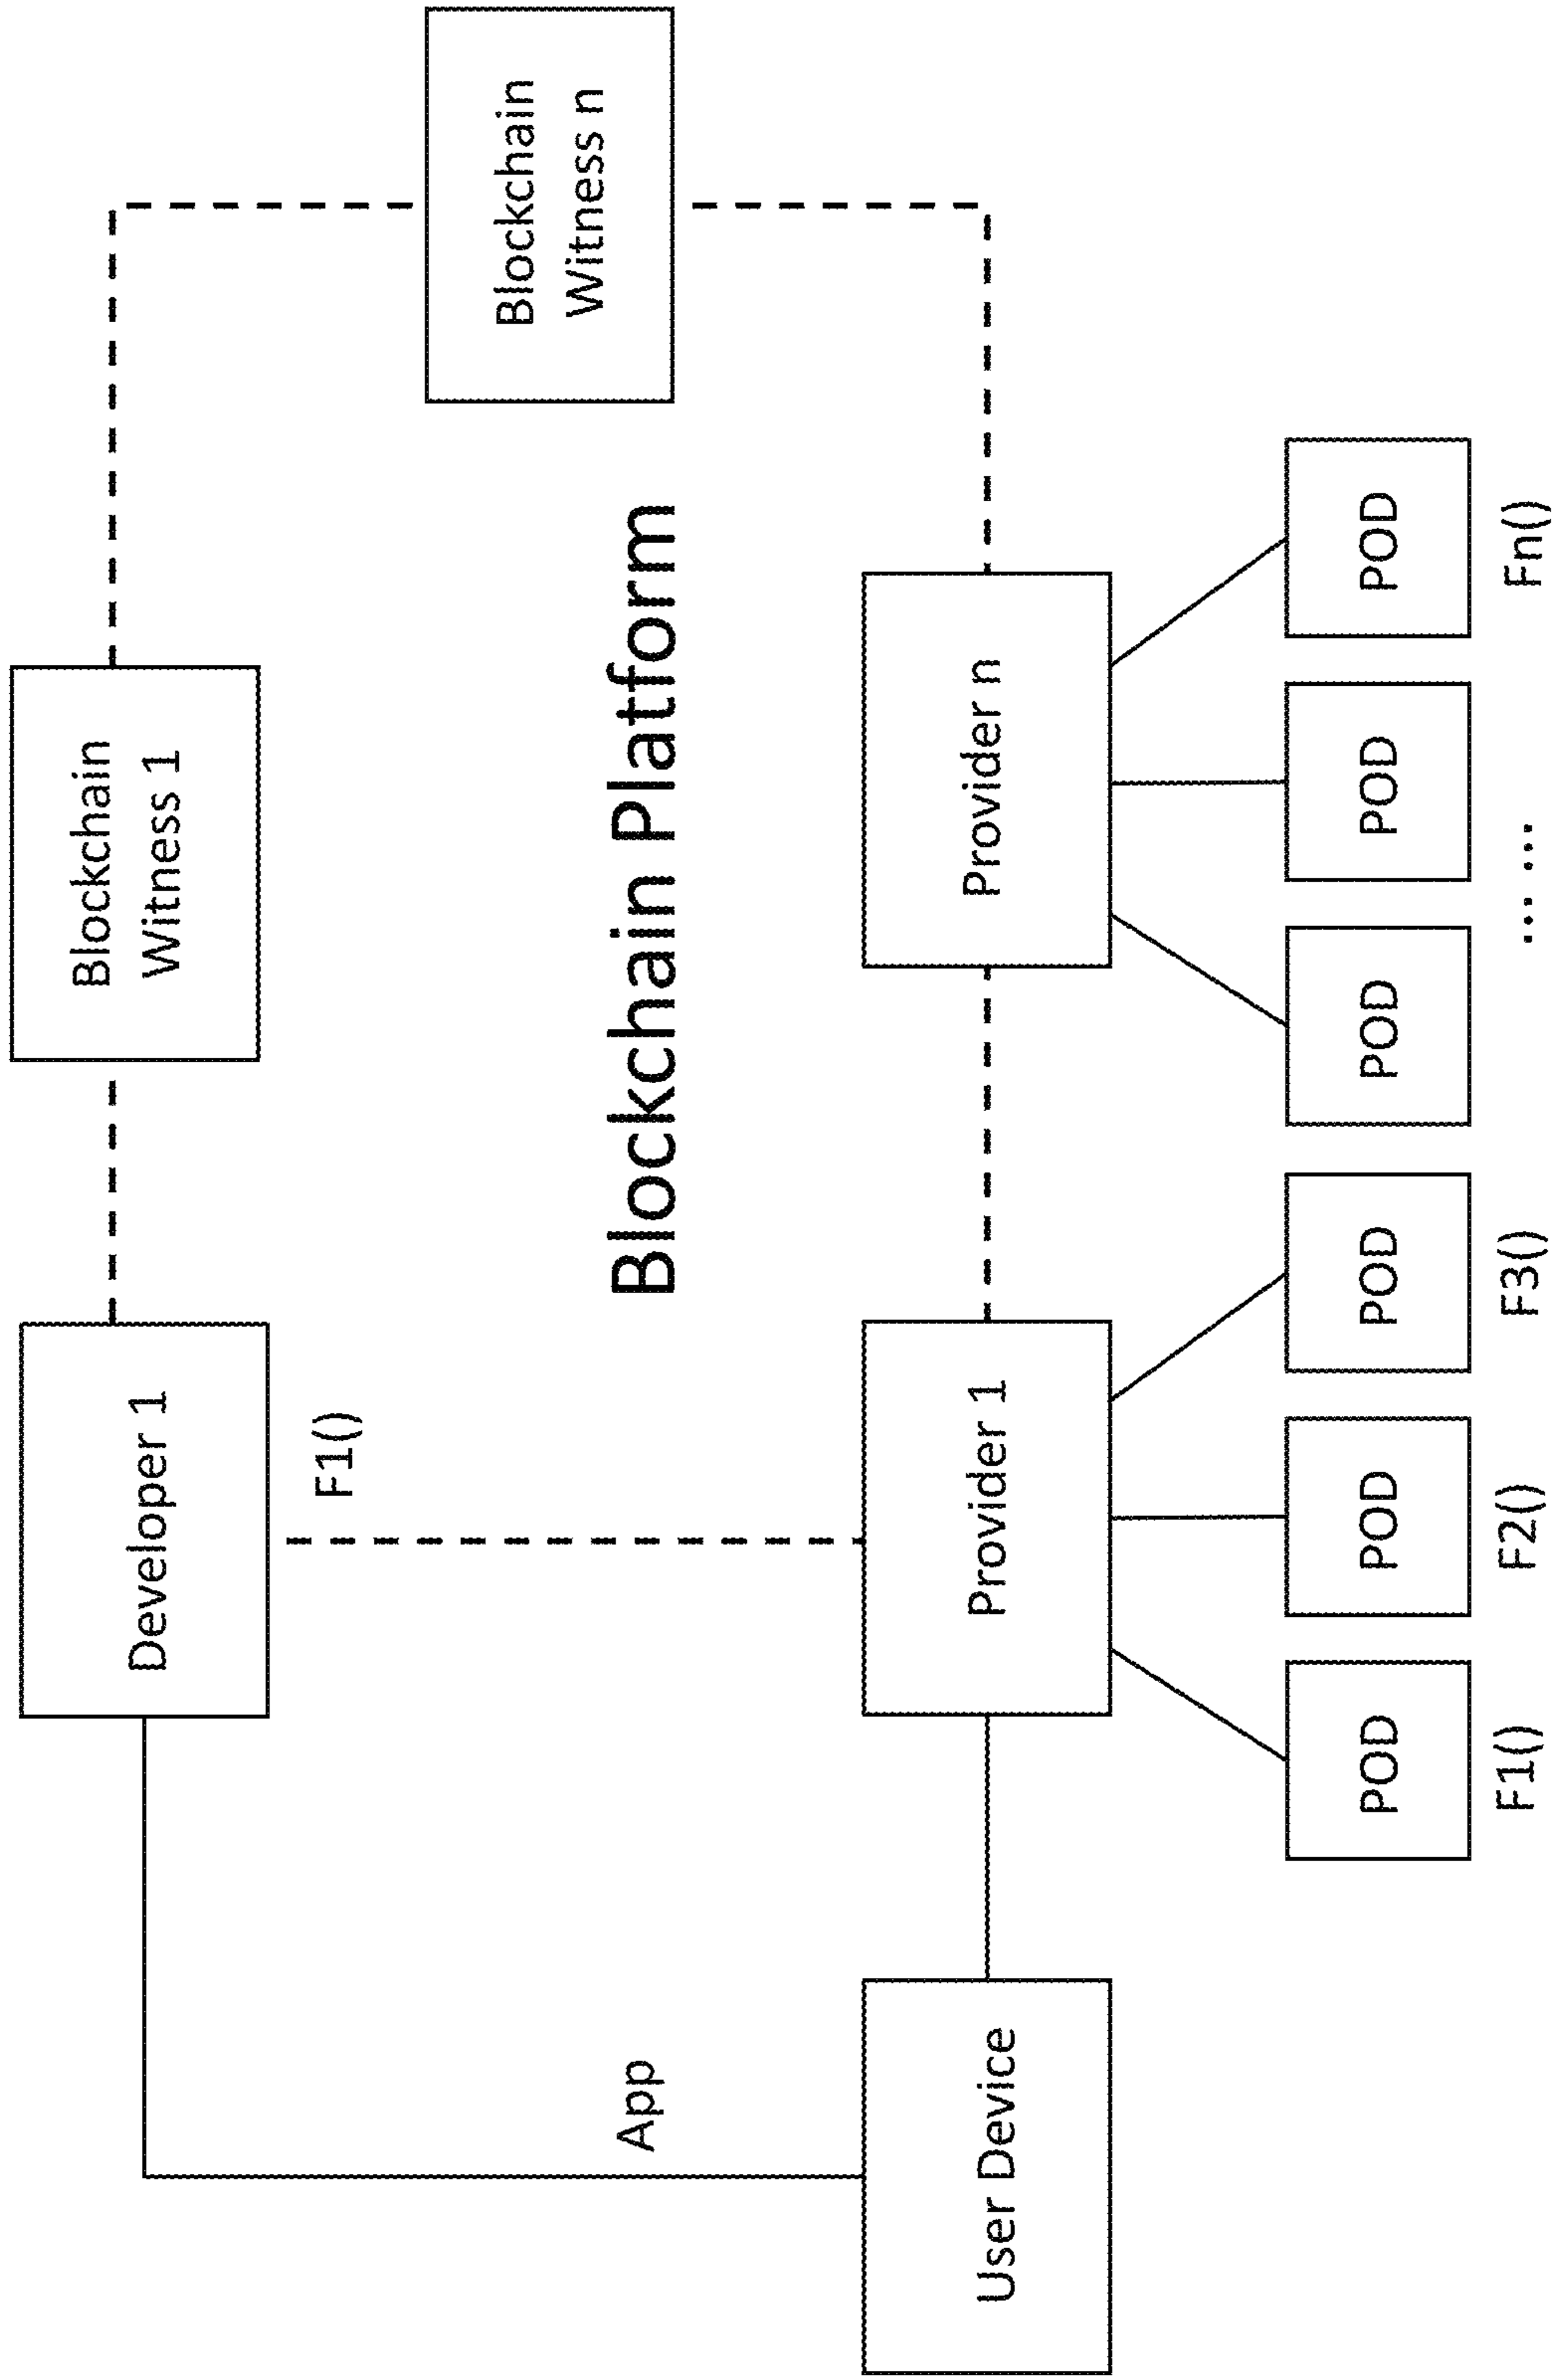 Developer 1
Blockchain
Witness 1
F1()
Blockchain
Witness n
App
Blockchain Platform
User Device
Provider 1
Provider n
POD
POD
POD
POD
POD
POD
F1()
F2()
F3()
... ...
Fn()